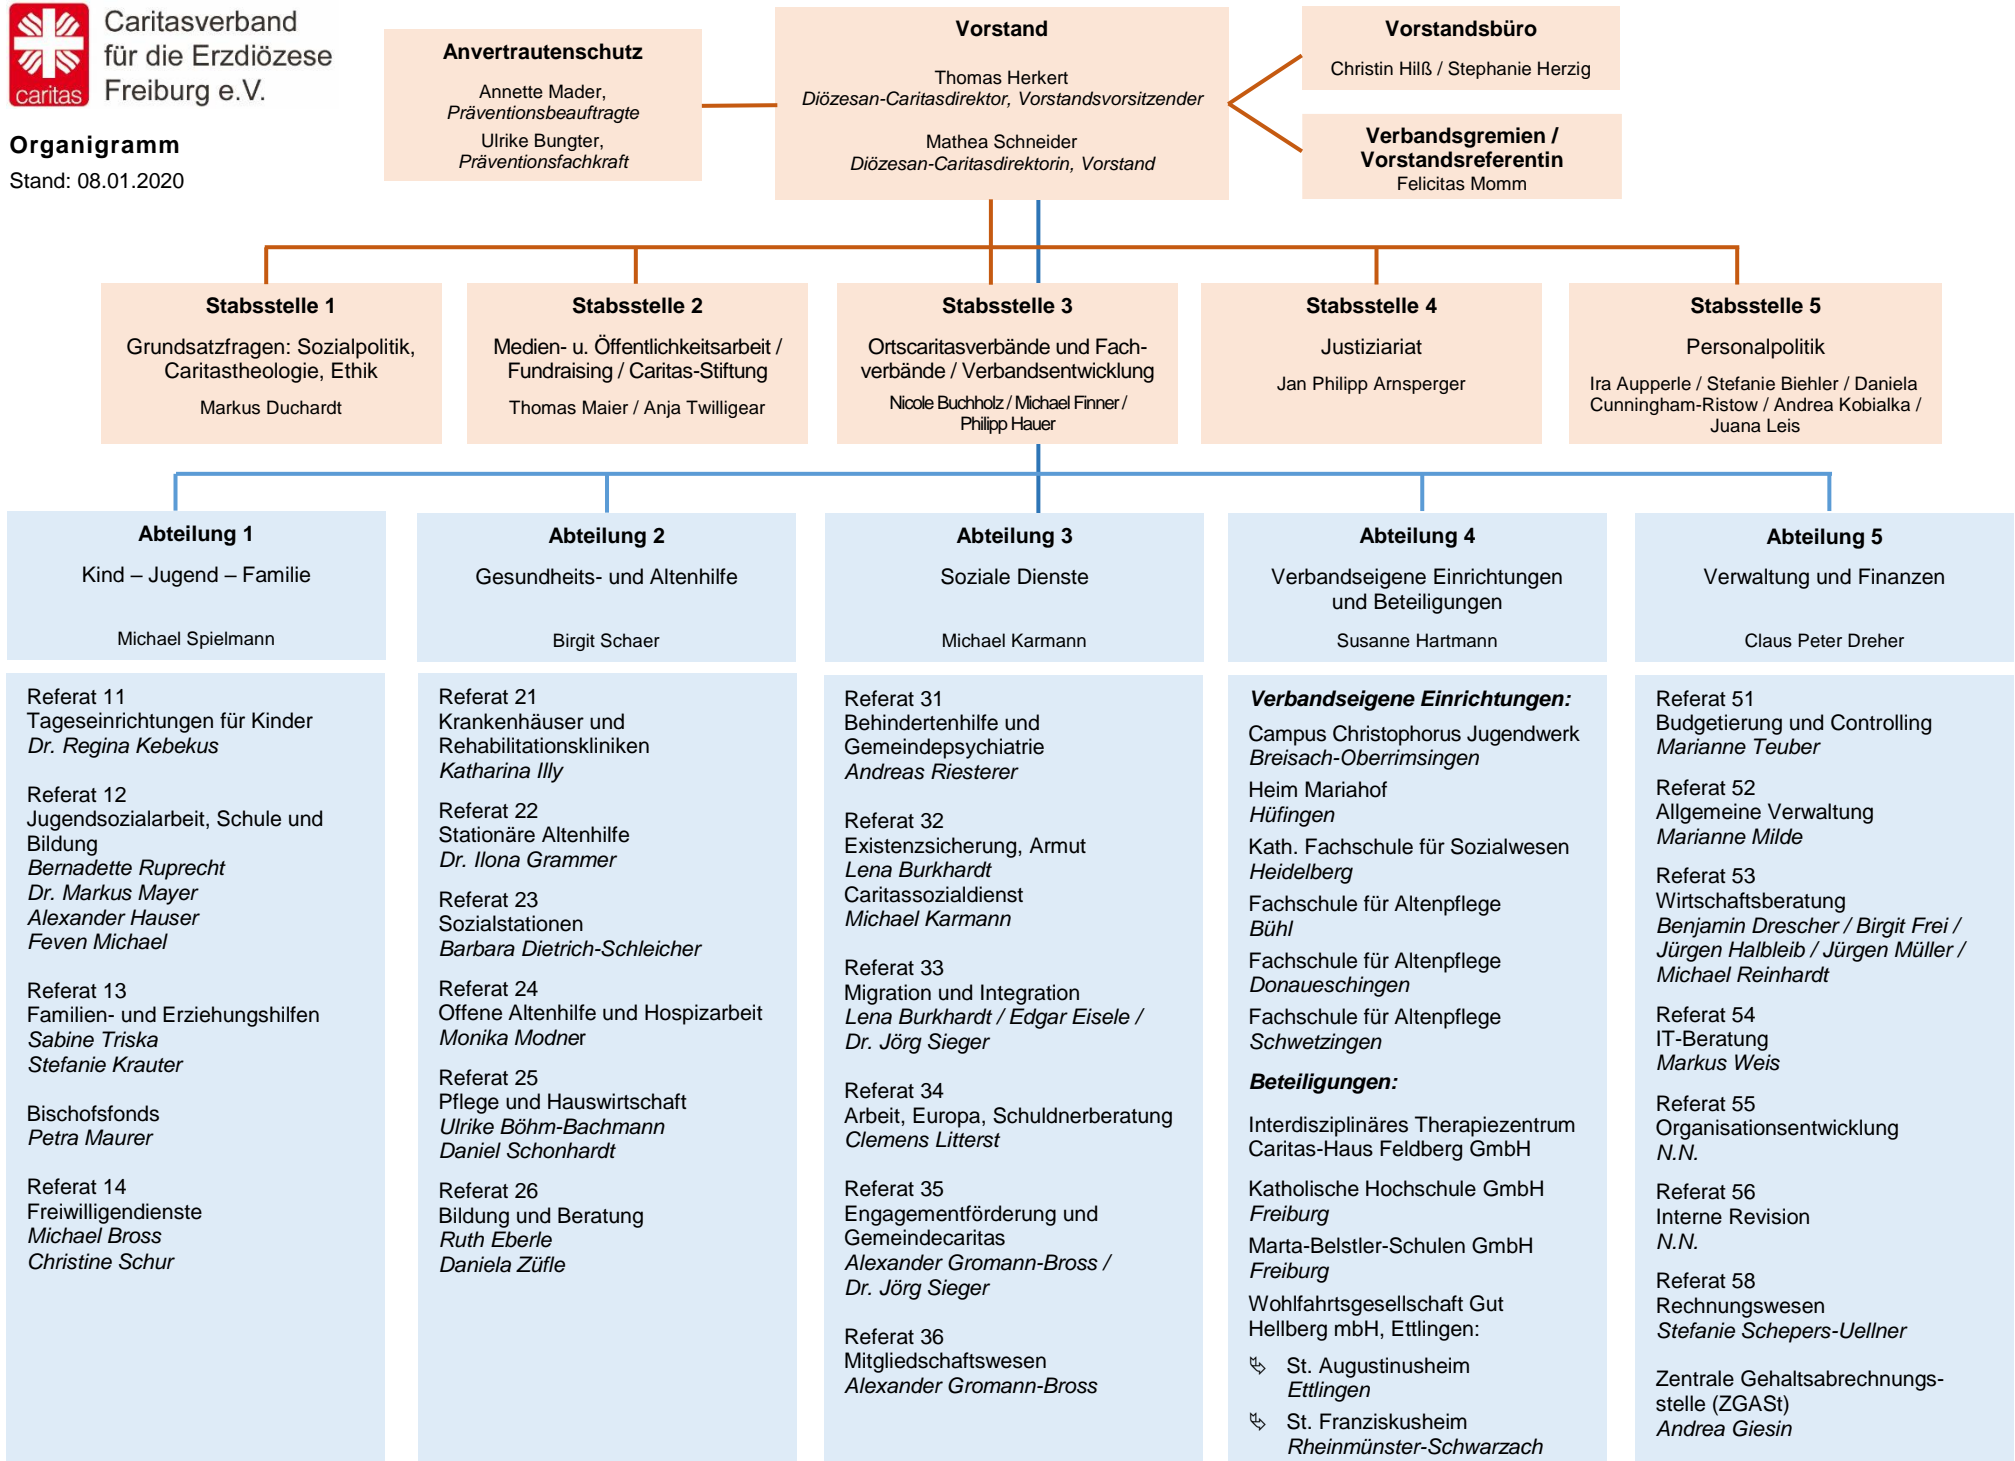 caritas
Caritasverband
für die Erzdiözese
Freiburg e.V.
Organigramm
Stand: 08.01.2020
Anvertrautenschutz
Annette Mader,
Präventionsbeauftragte
Ulrike Bungter,
Präventionsfachkraft
Vorstand
Thomas Herkert
Diözesan-Caritasdirektor, Vorstandsvorsitzender
Mathea Schneider
Diözesan-Caritasdirektorin, Vorstand
Vorstandsbüro
Christin Hilß / Stephanie Herzig
Verbandsgremien /
Vorstandsreferentin
Felicitas Momm
Stabsstelle 1
Grundsatzfragen: Sozialpolitik,
Caritastheologie, Ethik
Markus Duchardt
Stabsstelle 2
Medien- u. Öffentlichkeitsarbeit /
Fundraising / Caritas-Stiftung
Thomas Maier / Anja Twilligear
Stabsstelle 3
Ortscaritasverbände und Fach-
verbände / Verbandsentwicklung
Nicole Buchholz / Michael Finner /
Philipp Hauer
Stabsstelle 4
Justiziariat
Jan Philipp Arnsperger
Stabsstelle 5
Personalpolitik
Ira Aupperle / Stefanie Biehler / Daniela
Cunningham-Ristow / Andrea Kobialka /
Juana Leis
Abteilung 1
Kind – Jugend – Familie
Michael Spielmann
Abteilung 2
Gesundheits- und Altenhilfe
Birgit Schaer
Abteilung 3
Soziale Dienste
Michael Karmann
Abteilung 4
Verbandseigene Einrichtungen
und Beteiligungen
Susanne Hartmann
Abteilung 5
Verwaltung und Finanzen
Claus Peter Dreher
Referat 11
Tageseinrichtungen für Kinder
Dr. Regina Kebekus
Referat 12
Jugendsozialarbeit, Schule und
Bildung
Bernadette Ruprecht
Dr. Markus Mayer
Alexander Hauser
Feven Michael
Referat 13
Familien- und Erziehungshilfen
Sabine Triska
Stefanie Krauter
Bischofsfonds
Petra Maurer
Referat 14
Freiwilligendienste
Michael Bross
Christine Schur
Referat 21
Krankenhäuser und
Rehabilitationskliniken
Katharina Illy
Referat 22
Stationäre Altenhilfe
Dr. Ilona Grammer
Referat 23
Sozialstationen
Barbara Dietrich-Schleicher
Referat 24
Offene Altenhilfe und Hospizarbeit
Monika Modner
Referat 25
Pflege und Hauswirtschaft
Ulrike Böhm-Bachmann
Daniel Schonhardt
Referat 26
Bildung und Beratung
Ruth Eberle
Daniela Züfle
Referat 31
Behindertenhilfe und
Gemeindepsychiatrie
Andreas Riesterer
Referat 32
Existenzsicherung, Armut
Lena Burkhardt
Caritassozialdienst
Michael Karmann
Referat 33
Migration und Integration
Lena Burkhardt / Edgar Eisele /
Dr. Jörg Sieger
Referat 34
Arbeit, Europa, Schuldnerberatung
Clemens Litterst
Referat 35
Engagementförderung und
Gemeindecaritas
Alexander Gromann-Bross /
Dr. Jörg Sieger
Referat 36
Mitgliedschaftswesen
Alexander Gromann-Bross
Verbandseigene Einrichtungen:
Campus Christophorus Jugendwerk
Breisach-Oberrimsingen
Heim Mariahof
Hüfingen
Kath. Fachschule für Sozialwesen
Heidelberg
Fachschule für Altenpflege
Bühl
Fachschule für Altenpflege
Donaueschingen
Fachschule für Altenpflege
Schwetzingen
Beteiligungen:
Interdisziplinäres Therapiezentrum
Caritas-Haus Feldberg GmbH
Katholische Hochschule GmbH
Freiburg
Marta-Belstler-Schulen GmbH
Freiburg
Wohlfahrtsgesellschaft Gut
Hellberg mbH, Ettlingen:
St. Augustinusheim
Ettlingen
St. Franziskusheim
Rheinmünster-Schwarzach
Referat 51
Budgetierung und Controlling
Marianne Teuber
Referat 52
Allgemeine Verwaltung
Marianne Milde
Referat 53
Wirtschaftsberatung
Benjamin Drescher / Birgit Frei /
Jürgen Halbleib / Jürgen Müller /
Michael Reinhardt
Referat 54
IT-Beratung
Markus Weis
Referat 55
Organisationsentwicklung
N.N.
Referat 56
Interne Revision
N.N.
Referat 58
Rechnungswesen
Stefanie Schepers-Uellner
Zentrale Gehaltsabrechnungs-
stelle (ZGASt)
Andrea Giesin